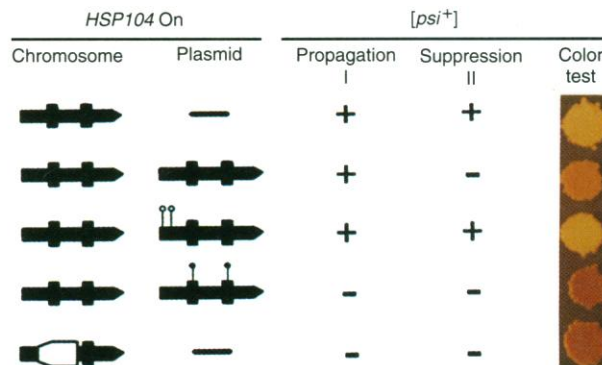 HSP104 On [psi+]
Chromosome Plasmid Propagation Suppression Color
I II test
— + +
+ -
+ +
- -
— - -